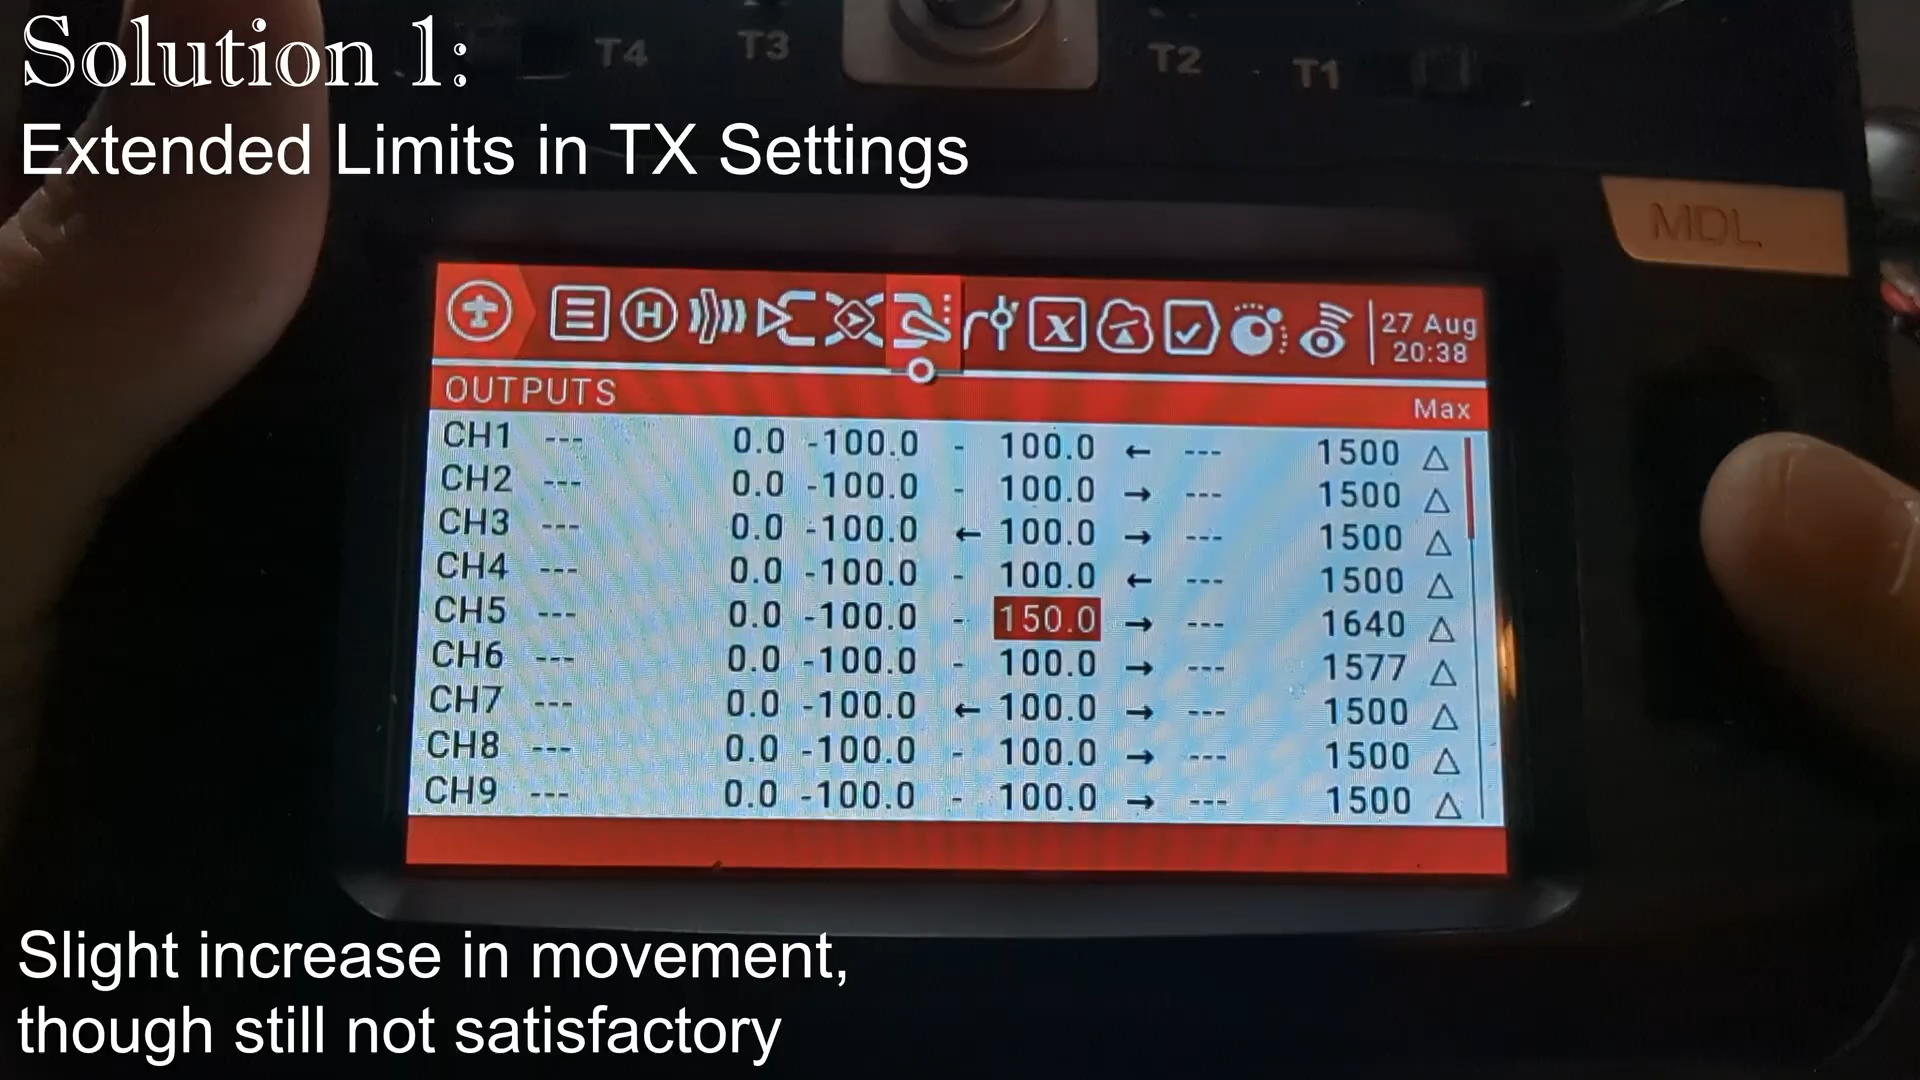 Solution 1:
Extended Limits in TX Settings
T4 T3 T2 T1
MDL
27 Aug
20:38
OUTPUTS Max
CH1 --- 0.0 -100.0 - 100.0 ← --- 1500 △
CH2 --- 0.0 -100.0 - 100.0 → --- 1500 △
CH3 --- 0.0 -100.0 ← 100.0 → --- 1500 △
CH4 --- 0.0 -100.0 - 100.0 ← --- 1500 △
CH5 --- 0.0 -100.0 - 150.0 → --- 1640 △
CH6 --- 0.0 -100.0 - 100.0 → --- 1577 △
CH7 --- 0.0 -100.0 ← 100.0 → --- 1500 △
CH8 --- 0.0 -100.0 - 100.0 → --- 1500 △
CH9 --- 0.0 -100.0 - 100.0 → --- 1500 △
Slight increase in movement,
though still not satisfactory